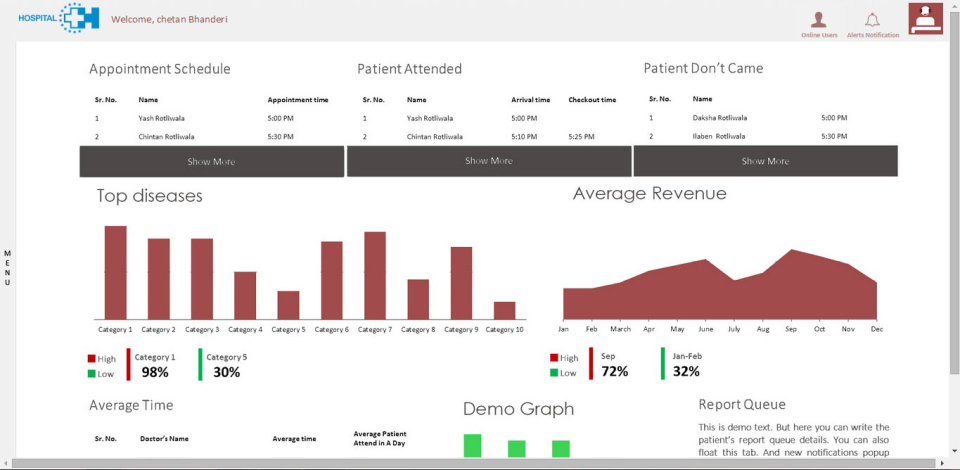 HOSPITAL
Welcome, chetan Bhanderi
Online Users
Alerts Notification
Appointment Schedule
Sr. No. Name Appointment time
1 Yash Rotliwala 5:00 PM
2 Chintan Rotliwala 5:30 PM
Show More
Patient Attended
Sr. No. Name Arrival time Checkout time
1 Yash Rotliwala 5:00 PM
2 Chintan Rotliwala 5:10 PM 5:25 PM
Show More
Patient Don't Came
Sr. No. Name
1 Daksha Rotliwala 5:00 PM
2 Ilaben Rotliwala 5:30 PM
Show More
MENU
Top diseases
Category 1 Category 2 Category 3 Category 4 Category 5 Category 6 Category 7 Category 8 Category 9 Category 10
High
Low
Category 1
98%
Category 5
30%
Average Revenue
Jan Feb March Apr May June July Aug Sep Oct Nov Dec
High
Low
Sep
72%
Jan-Feb
32%
Average Time
Sr. No. Doctor's Name Average time Average Patient
Attend in A Day
Demo Graph
Report Queue
This is demo text. But here you can write the
patient's report queue details. You can also
float this tab. And new notifications popup